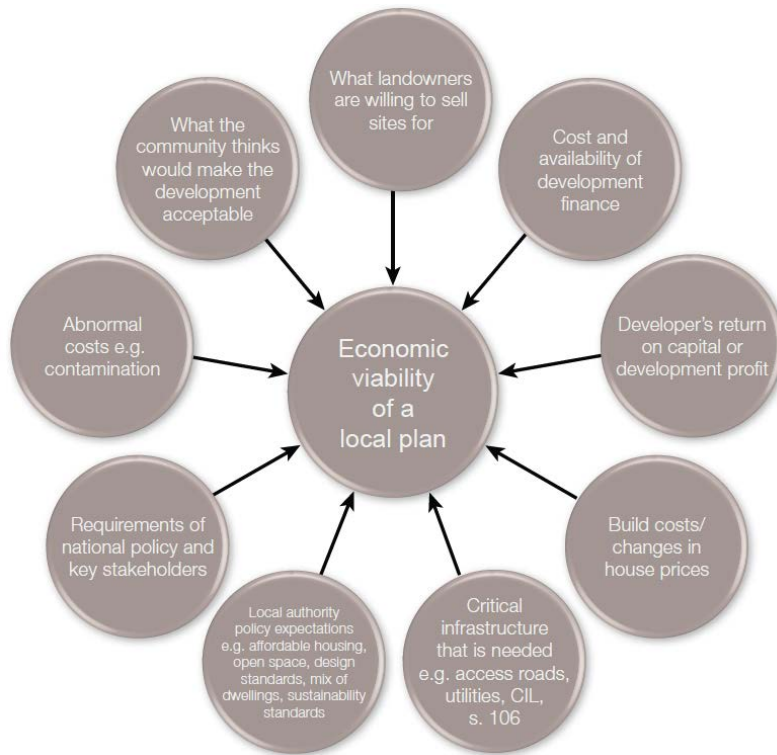 What landowners
are willing to sell
sites for
Cost and
availability of
development
finance
Developer's return
on capital or
development profit
Build costs/
changes in
house prices
Critical
infrastructure
that is needed
e.g. access roads,
utilities, CIL,
s. 106
Local authority
policy expectations
e.g. affordable housing,
open space, design
standards, mix of
dwellings, sustainability
standards
Requirements of
national policy and
key stakeholders
Abnormal
costs e.g.
contamination
What the
community thinks
would make the
development
acceptable
Economic
viability
of a
local plan